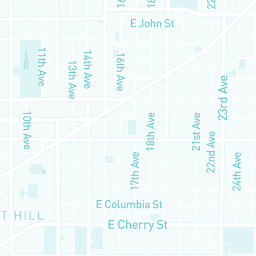 E John St
11th Ave
13th Ave
14th Ave
16th Ave
23rd Ave
10th Ave
18th Ave
21st Ave
22nd Ave
17th Ave
24th Ave
E Columbia St
T HILL
E Cherry St